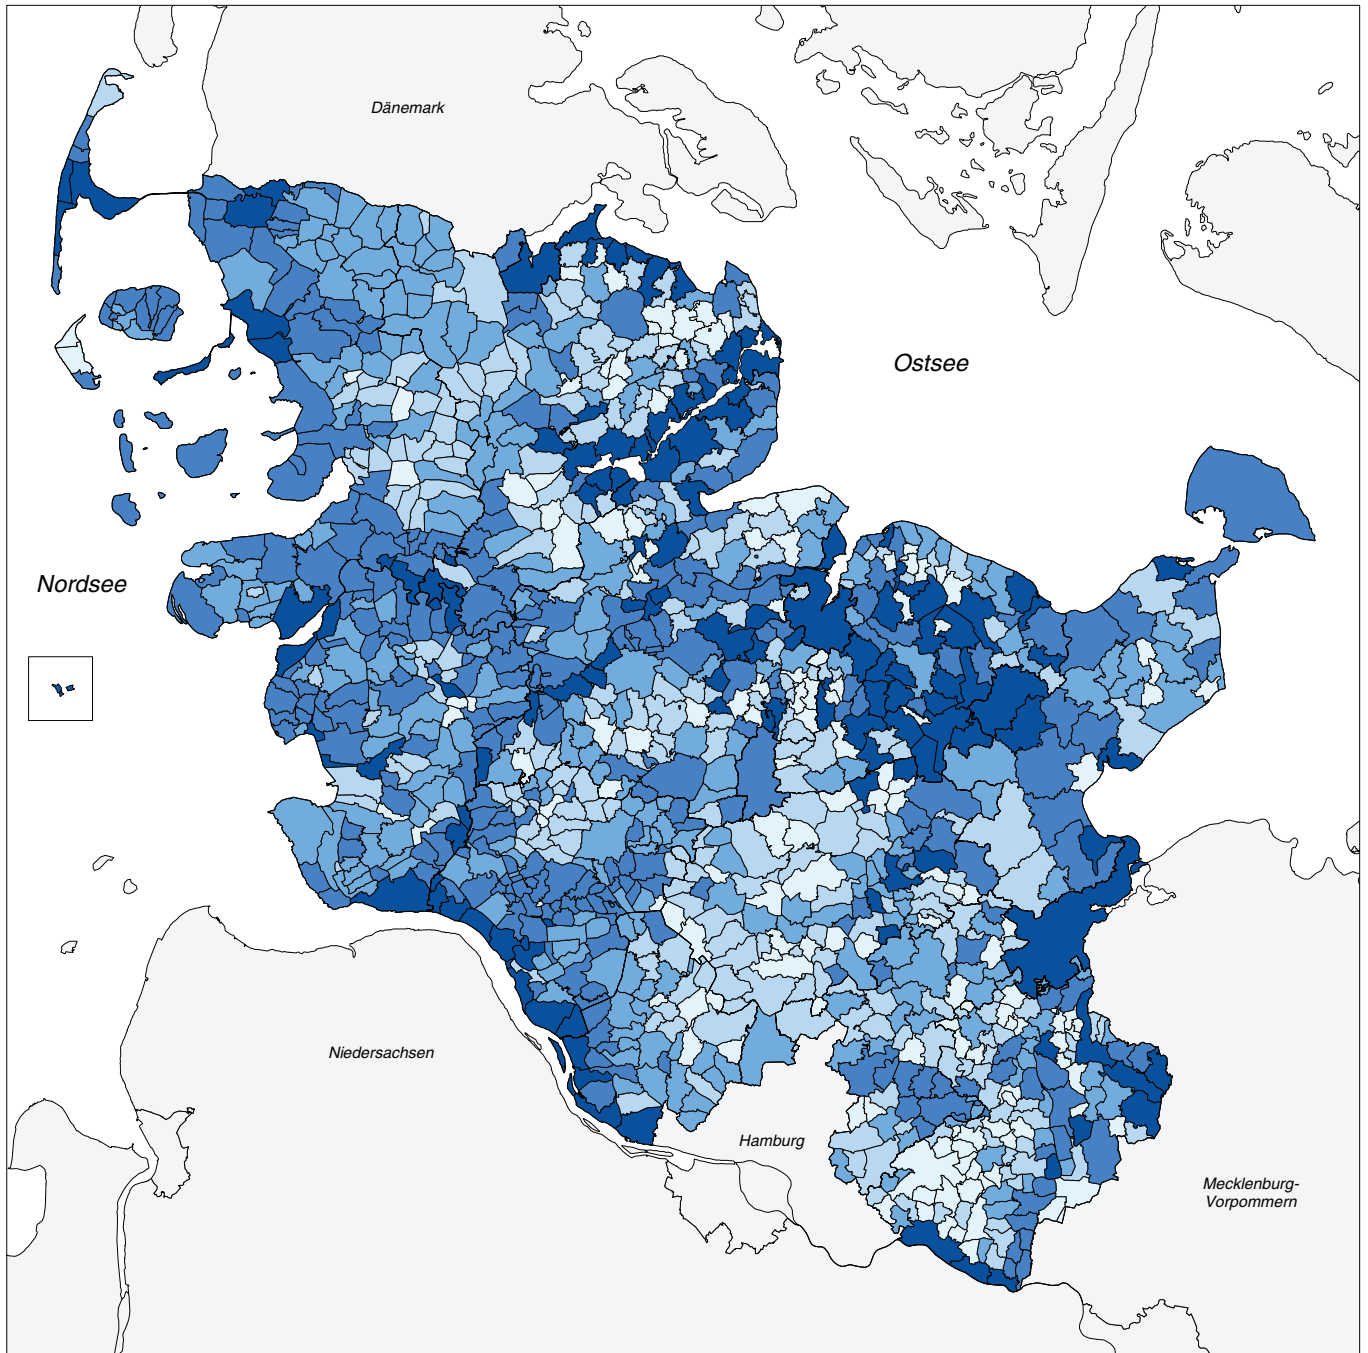 Dänemark
Ostsee
Nordsee
Niedersachsen
Hamburg
Mecklenburg-
Vorpommern